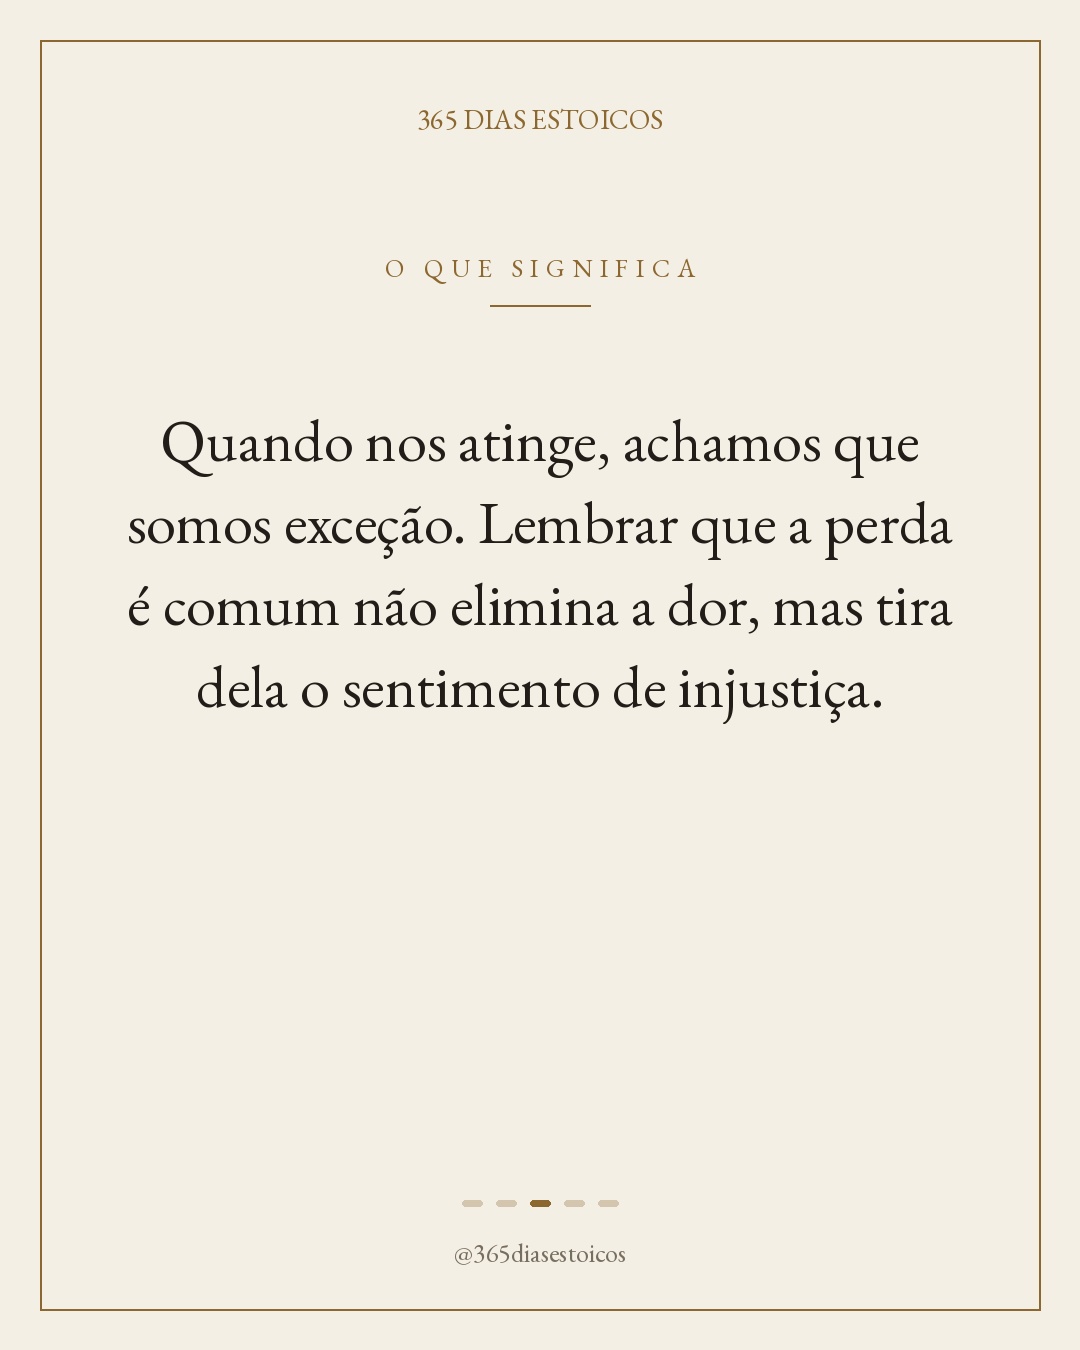 365 DIAS ESTOICOS
O QUE SIGNIFICA
Quando nos atinge, achamos que
somos exceção. Lembrar que a perda
é comum não elimina a dor, mas tira
dela o sentimento de injustiça.
@365diasestoicos